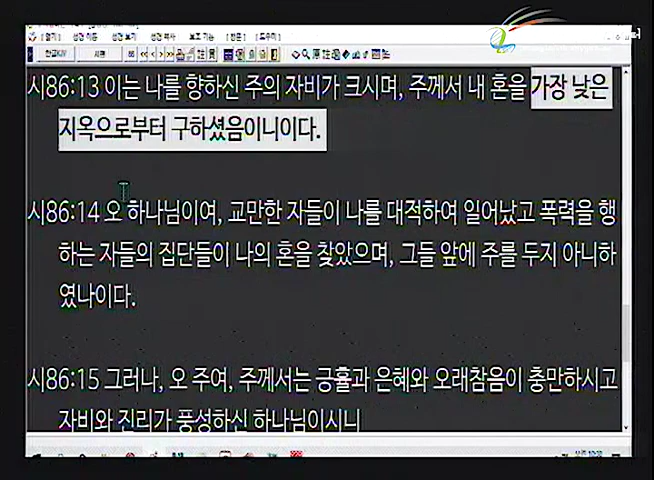 시86:13 이는 나를 향하신 주의 자비가 크시며, 주께서 내 혼을 가장 낮은
지옥으로부터 구하셨음이니이다.
시86:14 오 하나님이여, 교만한 자들이 나를 대적하여 일어났고 폭력을 행
하는 자들의 집단들이 나의 혼을 찾았으며, 그들 앞에 주를 두지 아니하
였나이다.
시86:15 그러나, 오 주여, 주께서는 긍휼과 은혜와 오래참음이 충만하시고
자비와 진리가 풍성하신 하나님이시니